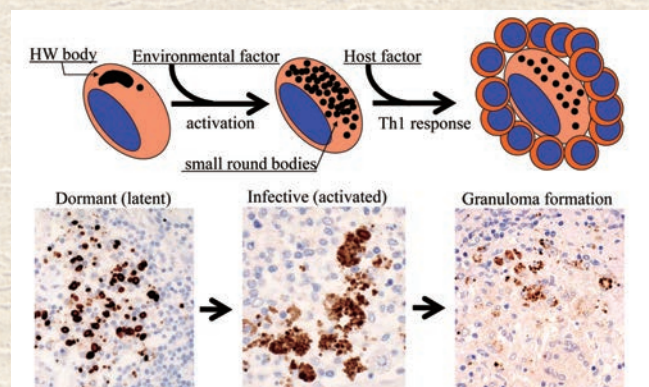 HW body
Environmental factor
Host factor
activation
Th1 response
small round bodies
Dormant (latent)
Infective (activated)
Granuloma formation